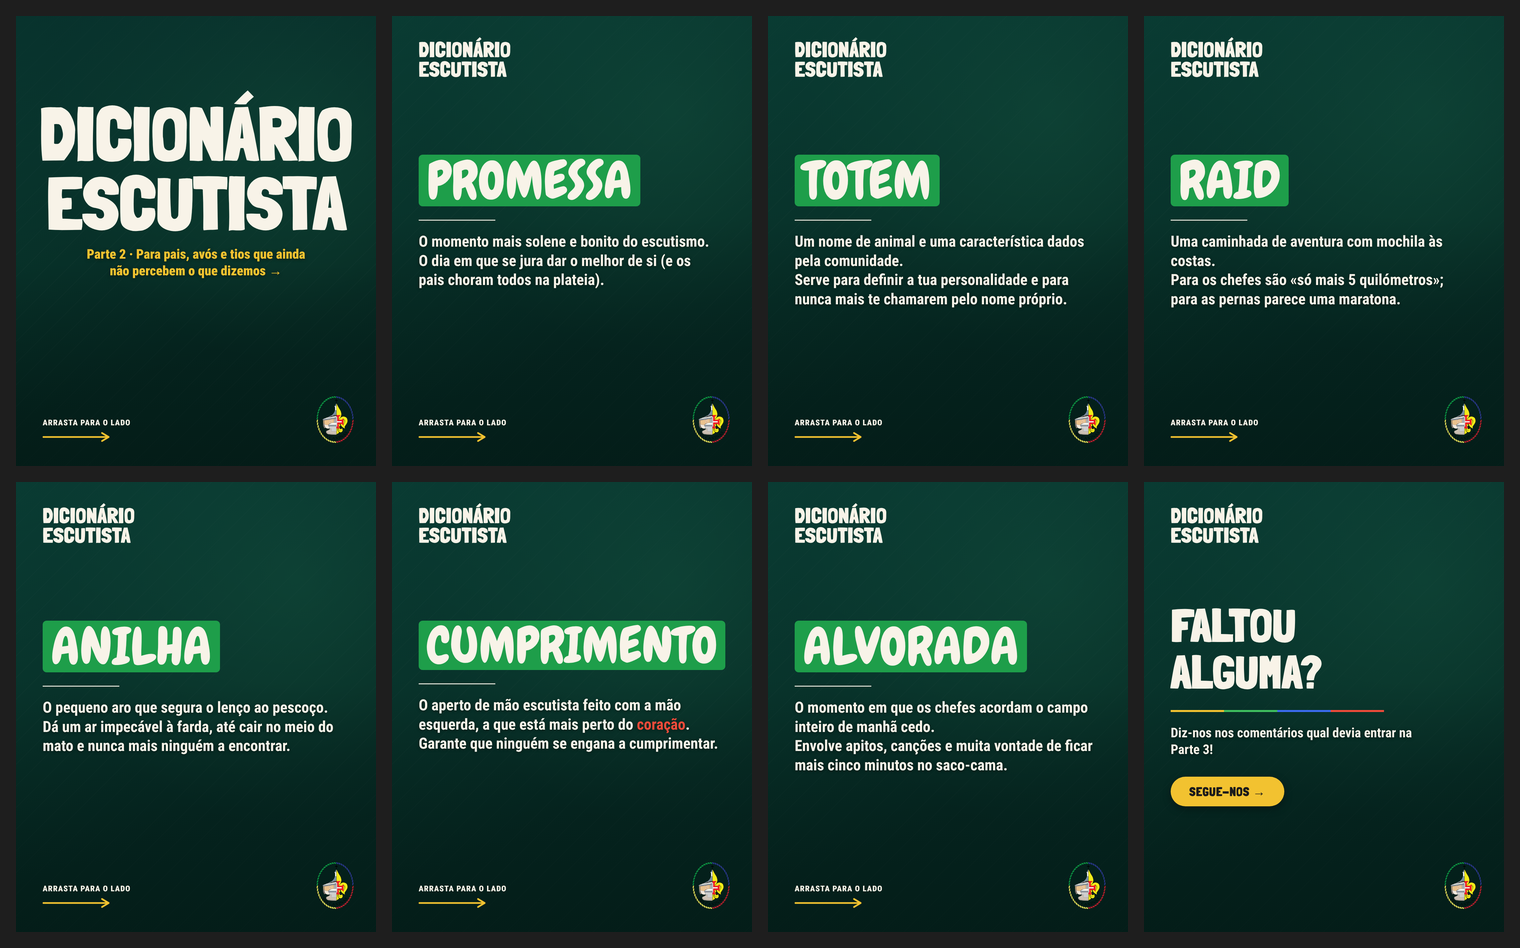 DICIONÁRIO
ESCUTISTA
Parte 2 · Para pais, avós e tios que ainda
não percebem o que dizemos →
ARRASTA PARA O LADO
DICIONÁRIO
ESCUTISTA
PROMESSA
O momento mais solene e bonito do escutismo.
O dia em que se jura dar o melhor de si (e os
pais choram todos na plateia).
ARRASTA PARA O LADO
DICIONÁRIO
ESCUTISTA
TOTEM
Um nome de animal e uma característica dados
pela comunidade.
Serve para definir a tua personalidade e para
nunca mais te chamarem pelo nome próprio.
ARRASTA PARA O LADO
DICIONÁRIO
ESCUTISTA
RAID
Uma caminhada de aventura com mochila às
costas.
Para os chefes são «só mais 5 quilómetros»;
para as pernas parece uma maratona.
ARRASTA PARA O LADO
DICIONÁRIO
ESCUTISTA
ANILHA
O pequeno aro que segura o lenço ao pescoço.
Dá um ar impecável à farda, até cair no meio do
mato e nunca mais ninguém a encontrar.
ARRASTA PARA O LADO
DICIONÁRIO
ESCUTISTA
CUMPRIMENTO
O aperto de mão escutista feito com a mão
esquerda, a que está mais perto do coração.
Garante que ninguém se engana a cumprimentar.
ARRASTA PARA O LADO
DICIONÁRIO
ESCUTISTA
ALVORADA
O momento em que os chefes acordam o campo
inteiro de manhã cedo.
Envolve apitos, canções e muita vontade de ficar
mais cinco minutos no saco-cama.
ARRASTA PARA O LADO
DICIONÁRIO
ESCUTISTA
FALTOU
ALGUMA?
Diz-nos nos comentários qual devia entrar na
Parte 3!
SEGUE-NOS →